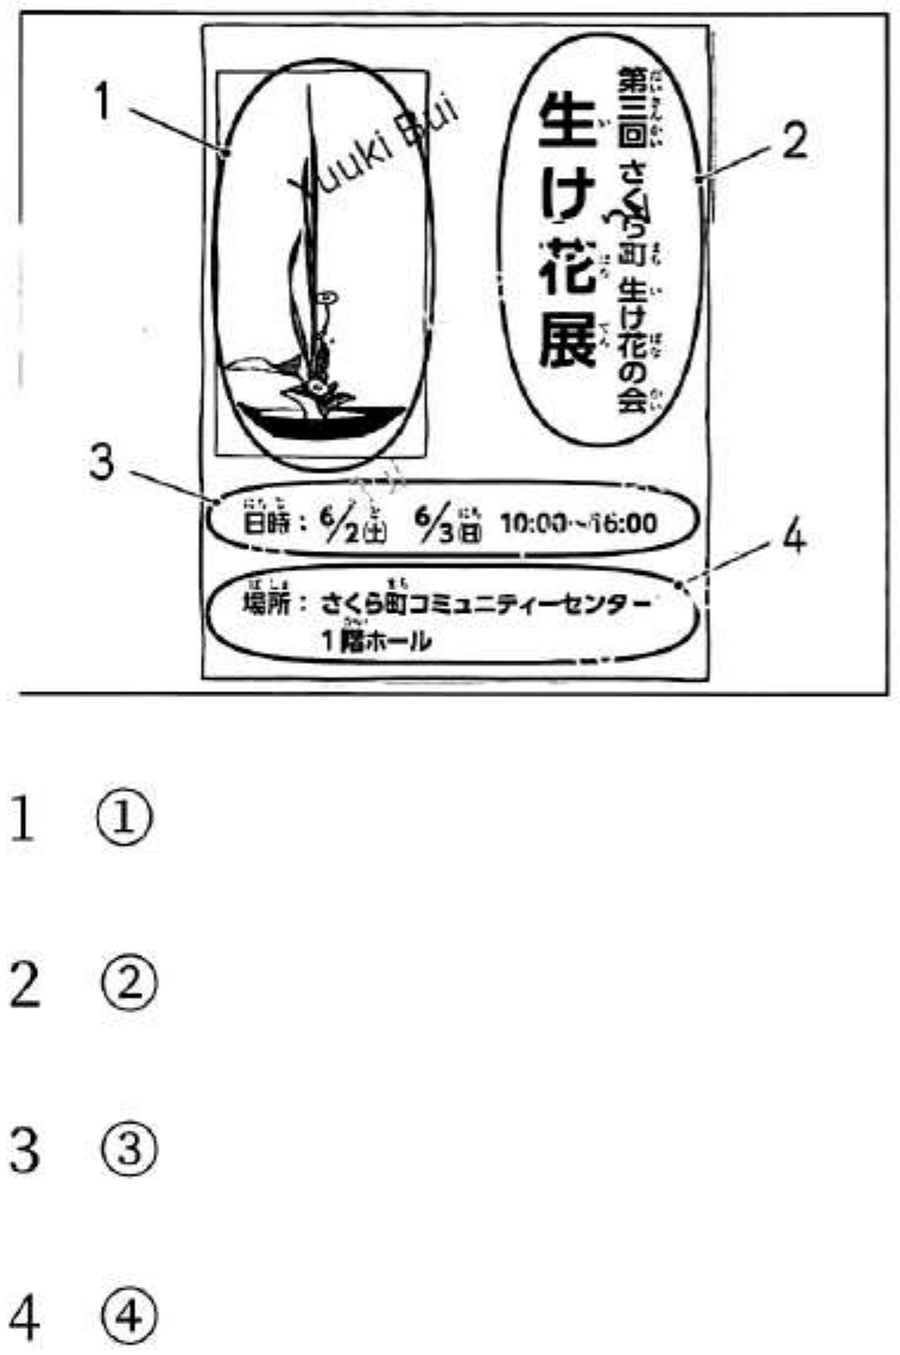 1
Yuuki Bui
2
第三回 さくら町 生け花の会
生け花展
3
日時：6/2(土) 6/3(日) 10:00～16:00
4
場所：さくら町コミュニティーセンター
1階ホール
1 ①
2 ②
3 ③
4 ④